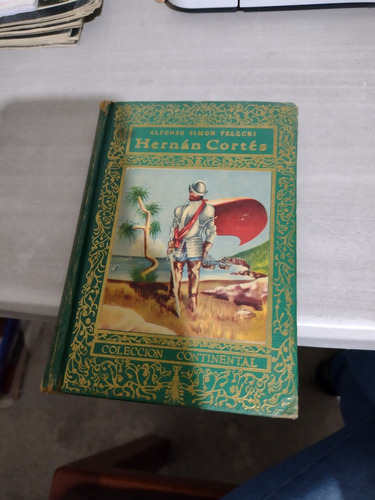 ALFONSO SIMON PELEGRI
Hernán Cortés
COLECCION CONTINENTAL